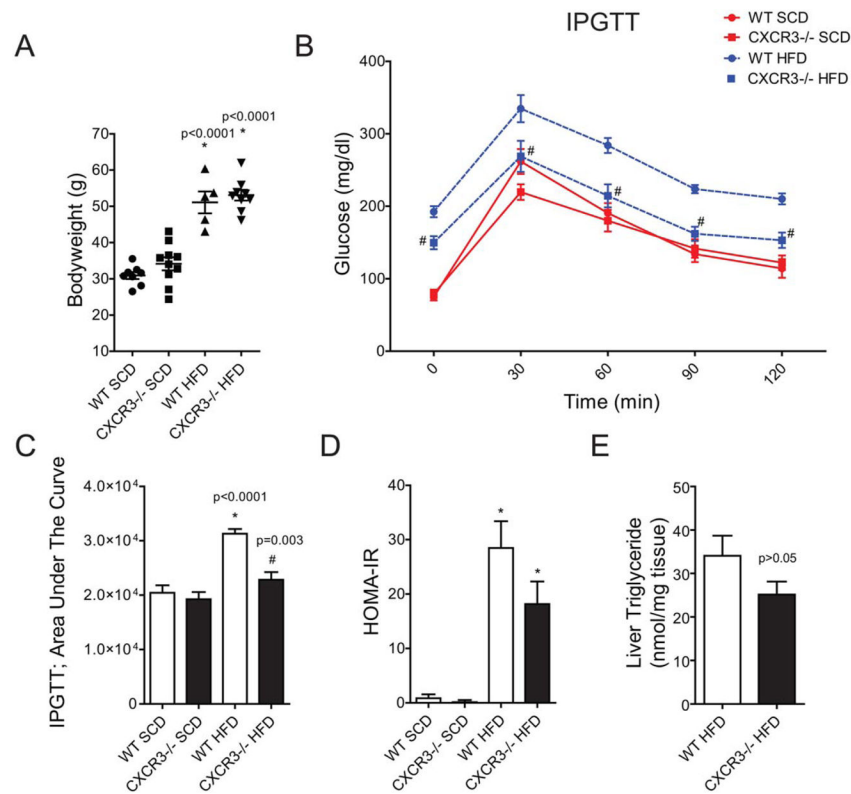 A
Bodyweight (g)
70
60
50
40
30
20
10
p<0.0001
*
p<0.0001
*
WT SCD
CXCR3-/- SCD
WT HFD
CXCR3-/- HFD
B
IPGTT
WT SCD
CXCR3-/- SCD
WT HFD
CXCR3-/- HFD
Glucose (mg/dl)
400
300
200
100
0
#
#
#
#
#
0
30
60
90
120
Time (min)
C
IPGTT; Area Under The Curve
4.0×10⁴
3.0×10⁴
2.0×10⁴
1.0×10⁴
0
p<0.0001
*
p=0.003
#
WT SCD
CXCR3-/- SCD
WT HFD
CXCR3-/- HFD
D
HOMA-IR
40
30
20
10
0
*
*
WT SCD
CXCR3-/- SCD
WT HFD
CXCR3-/- HFD
E
Liver Triglyceride
(nmol/mg tissue)
50
40
30
20
10
0
p>0.05
WT HFD
CXCR3-/- HFD